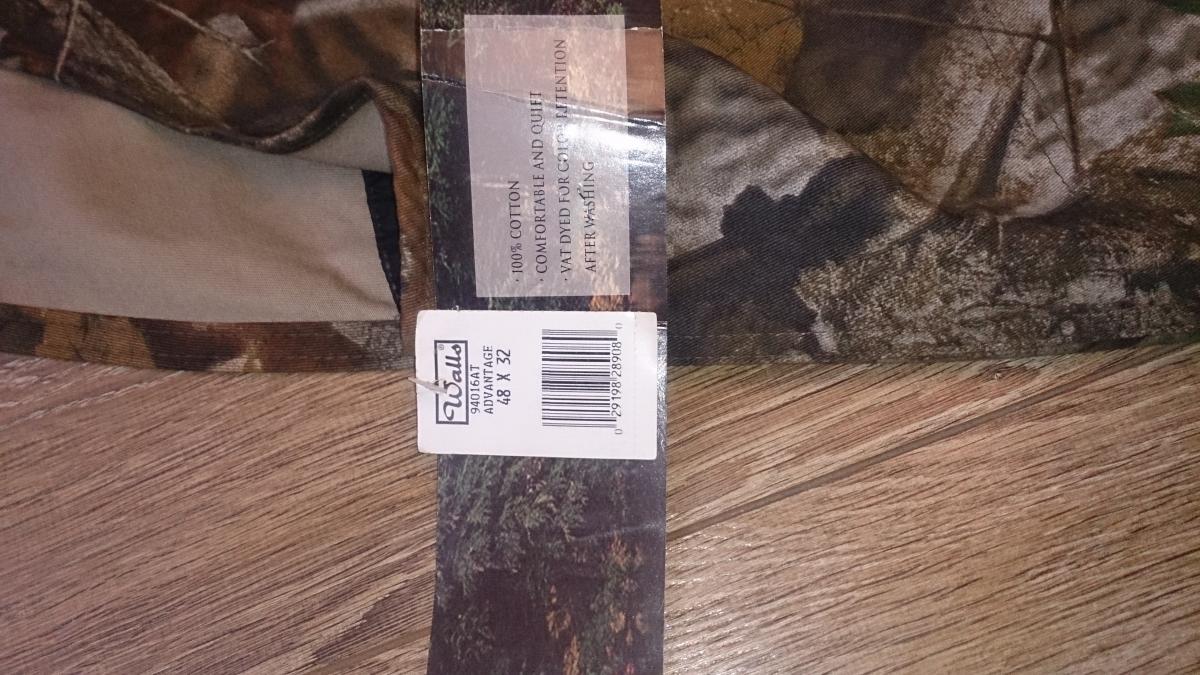 · 100% COTTON
· COMFORTABLE AND QUIET
· VAT DYED FOR COLOR RETENTION
AFTER WASHING
Walls®
94016AT
ADVANTAGE
48 X 32
0 29198 28908 0